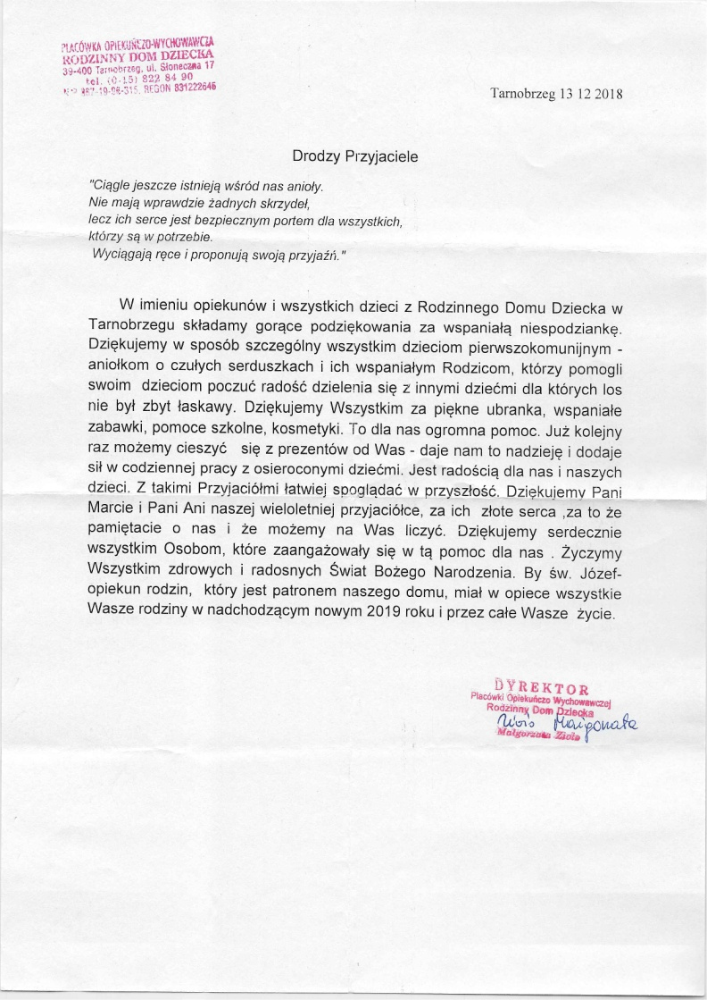 PLACÓWKA OPIEKUŃCZO-WYCHOWAWCZA
RODZINNY DOM DZIECKA
39-400 Tarnobrzeg, ul. Słoneczna 17
tel. (0-15) 822 84 90
REGON 831222646
Tarnobrzeg 13 12 2018
Drodzy Przyjaciele
"Ciągle jeszcze istnieją wśród nas anioły.
Nie mają wprawdzie żadnych skrzydeł,
lecz ich serce jest bezpiecznym portem dla wszystkich,
którzy są w potrzebie.
Wyciągają ręce i proponują swoją przyjaźń."
W imieniu opiekunów i wszystkich dzieci z Rodzinnego Domu Dziecka w
Tarnobrzegu składamy gorące podziękowania za wspaniałą niespodziankę.
Dziękujemy w sposób szczególny wszystkim dzieciom pierwszokomunijnym -
aniołkom o czułych serduszkach i ich wspaniałym Rodzicom, którzy pomogli
swoim dzieciom poczuć radość dzielenia się z innymi dziećmi dla których los
nie był zbyt łaskawy. Dziękujemy Wszystkim za piękne ubranka, wspaniałe
zabawki, pomoce szkolne, kosmetyki. To dla nas ogromna pomoc. Już kolejny
raz możemy cieszyć się z prezentów od Was - daje nam to nadzieję i dodaje
sił w codziennej pracy z osieroconymi dziećmi. Jest radością dla nas i naszych
dzieci. Z takimi Przyjaciółmi łatwiej spoglądać w przyszłość. Dziękujemy Pani
Marcie i Pani Ani naszej wieloletniej przyjaciółce, za ich złote serca ,za to że
pamiętacie o nas i że możemy na Was liczyć. Dziękujemy serdecznie
wszystkim Osobom, które zaangażowały się w tą pomoc dla nas . Życzymy
Wszystkim zdrowych i radosnych Świat Bożego Narodzenia. By św. Józef-
opiekun rodzin, który jest patronem naszego domu, miał w opiece wszystkie
Wasze rodziny w nadchodzącym nowym 2019 roku i przez całe Wasze życie.
DYREKTOR
Placówki Opiekuńczo Wychowawczej
Rodzinny Dom Dziecka
Małgorzata
Małgorzata Zioło